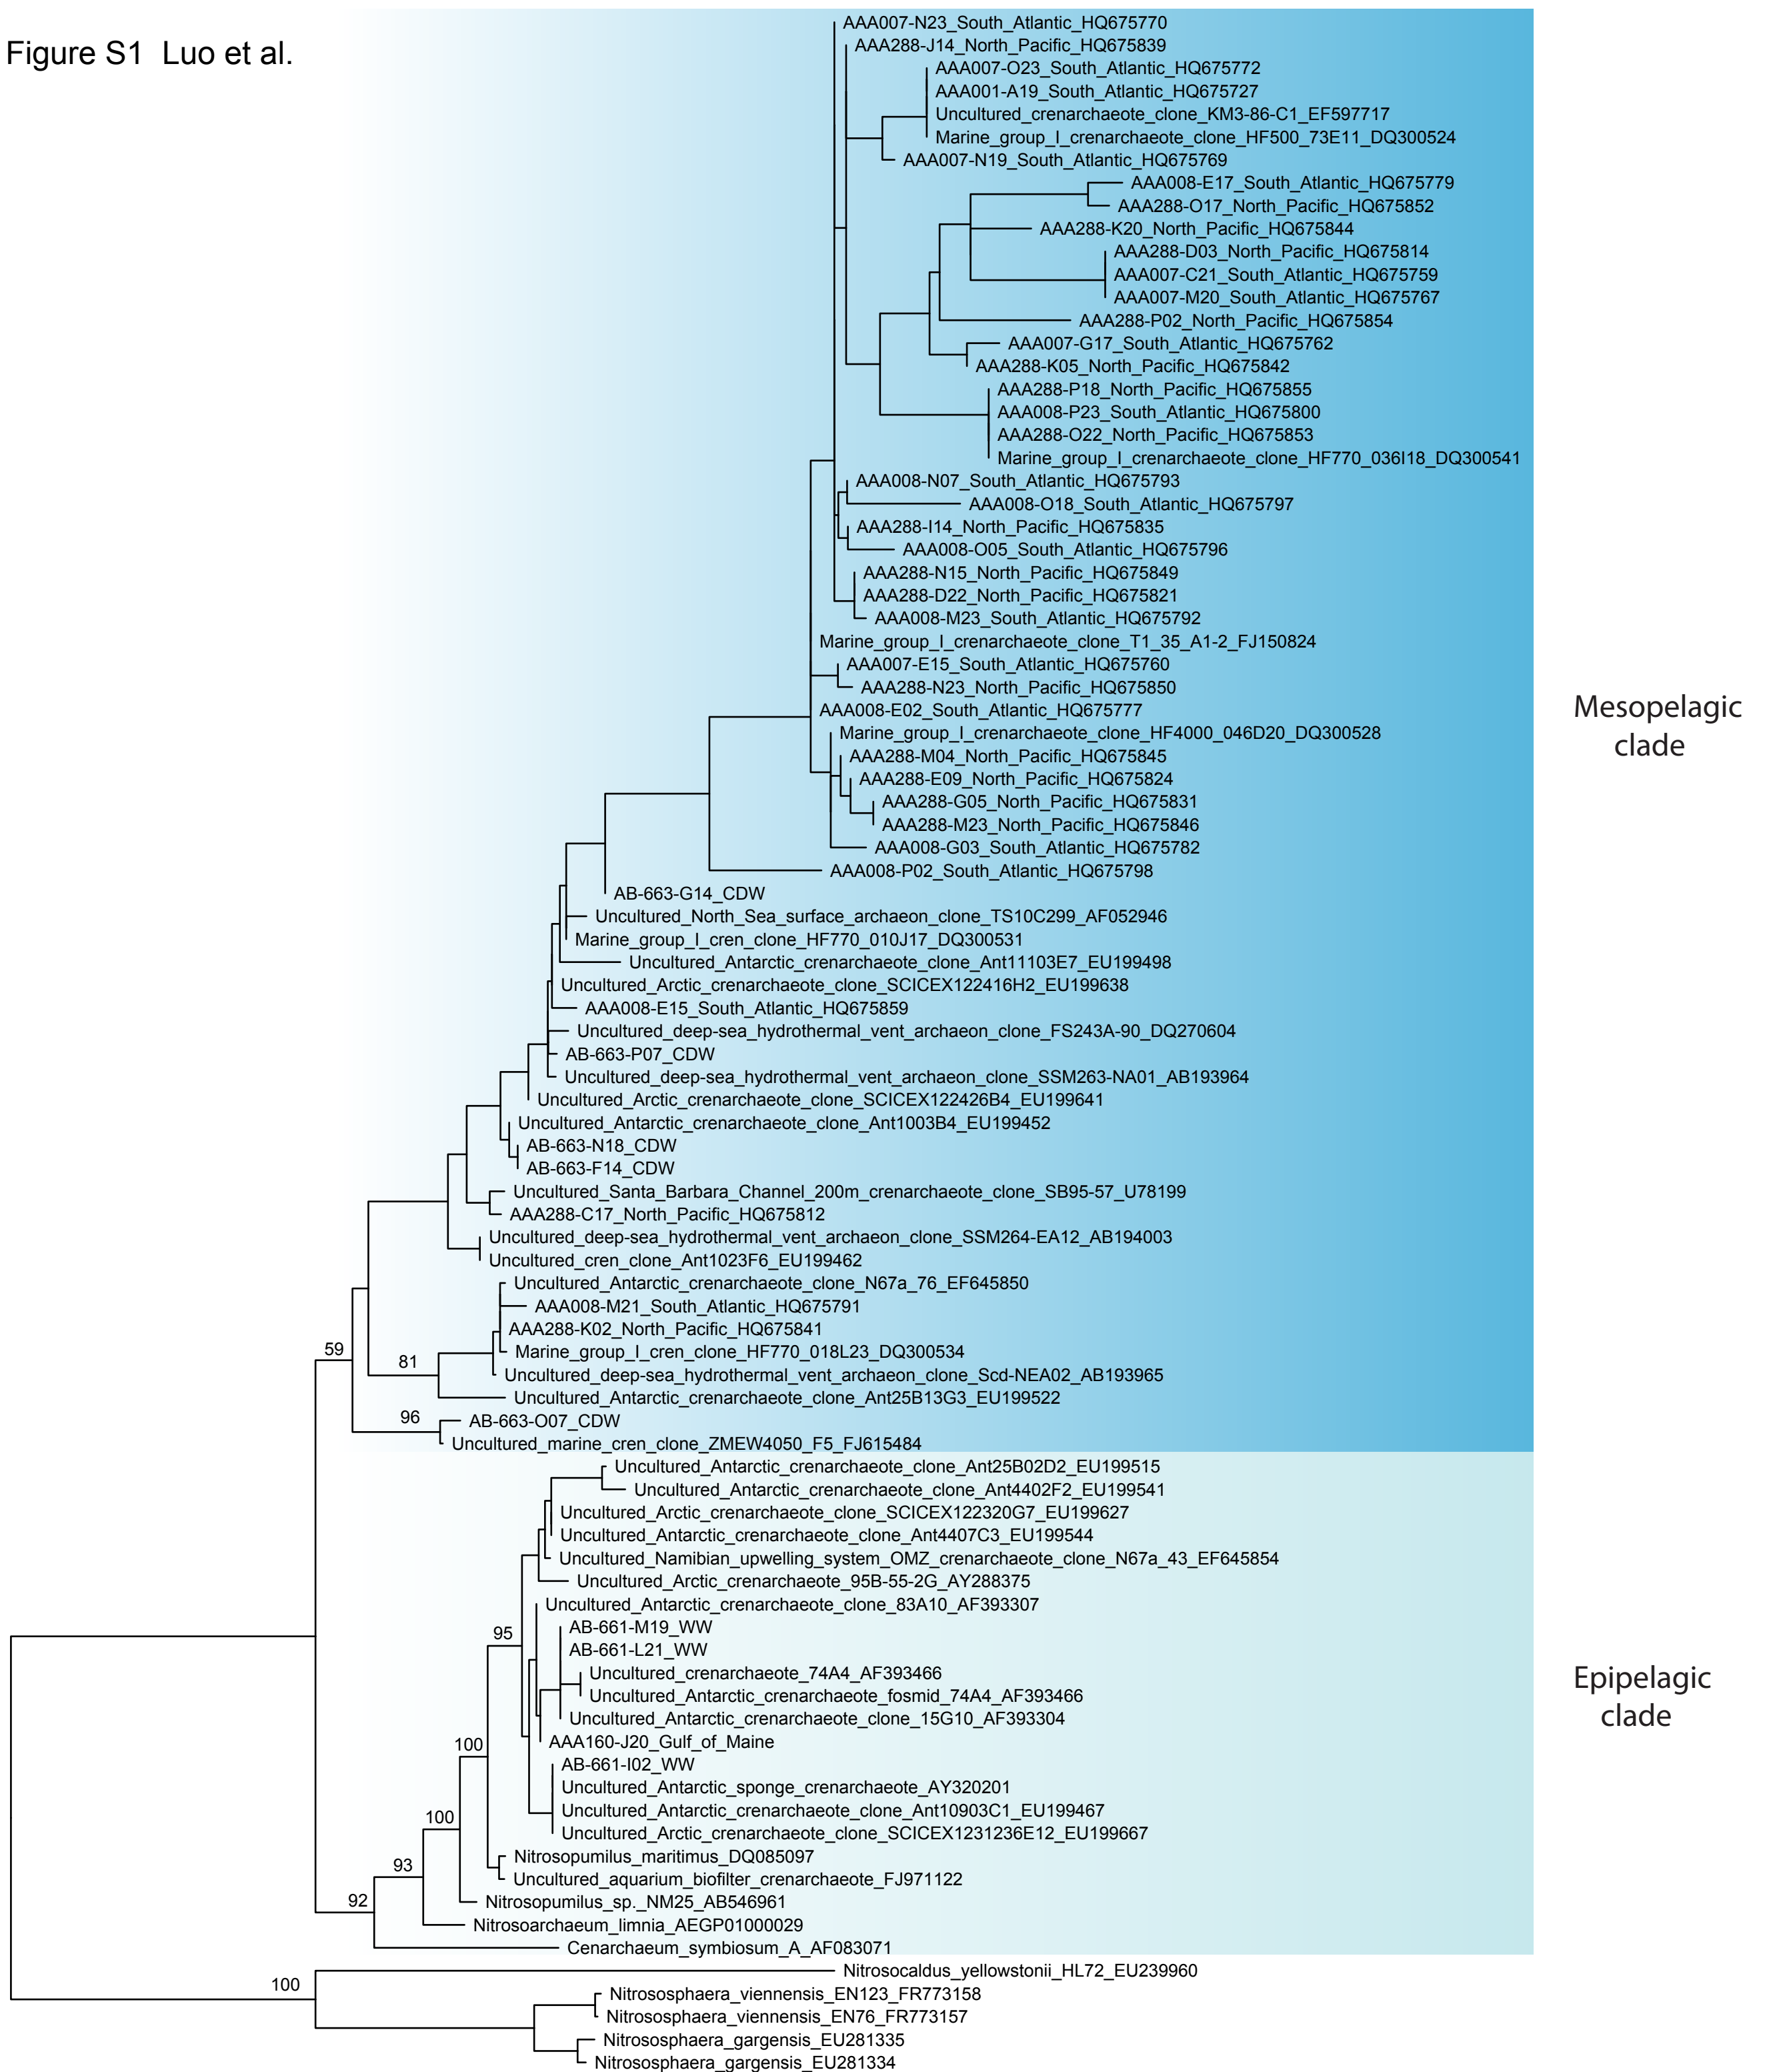 Figure S1 Luo et al.
AAA007-N23_South_Atlantic_HQ675770
AAA288-J14_North_Pacific_HQ675839
AAA007-O23_South_Atlantic_HQ675772
AAA001-A19_South_Atlantic_HQ675727
Uncultured_crenarchaeote_clone_KM3-86-C1_EF597717
Marine_group_I_crenarchaeote_clone_HF500_73E11_DQ300524
AAA007-N19_South_Atlantic_HQ675769
AAA008-E17_South_Atlantic_HQ675779
AAA288-O17_North_Pacific_HQ675852
AAA288-K20_North_Pacific_HQ675844
AAA288-D03_North_Pacific_HQ675814
AAA007-C21_South_Atlantic_HQ675759
AAA007-M20_South_Atlantic_HQ675767
AAA288-P02_North_Pacific_HQ675854
AAA007-G17_South_Atlantic_HQ675762
AAA288-K05_North_Pacific_HQ675842
AAA288-P18_North_Pacific_HQ675855
AAA008-P23_South_Atlantic_HQ675800
AAA288-O22_North_Pacific_HQ675853
Marine_group_I_crenarchaeote_clone_HF770_036I18_DQ300541
AAA008-N07_South_Atlantic_HQ675793
AAA008-O18_South_Atlantic_HQ675797
AAA288-I14_North_Pacific_HQ675835
AAA008-O05_South_Atlantic_HQ675796
AAA288-N15_North_Pacific_HQ675849
AAA288-D22_North_Pacific_HQ675821
AAA008-M23_South_Atlantic_HQ675792
Marine_group_I_crenarchaeote_clone_T1_35_A1-2_FJ150824
AAA007-E15_South_Atlantic_HQ675760
AAA288-N23_North_Pacific_HQ675850
AAA008-E02_South_Atlantic_HQ675777
Marine_group_I_crenarchaeote_clone_HF4000_046D20_DQ300528
AAA288-M04_North_Pacific_HQ675845
AAA288-E09_North_Pacific_HQ675824
AAA288-G05_North_Pacific_HQ675831
AAA288-M23_North_Pacific_HQ675846
AAA008-G03_South_Atlantic_HQ675782
AAA008-P02_South_Atlantic_HQ675798
AB-663-G14_CDW
Uncultured_North_Sea_surface_archaeon_clone_TS10C299_AF052946
Marine_group_I_cren_clone_HF770_010J17_DQ300531
Uncultured_Antarctic_crenarchaeote_clone_Ant11103E7_EU199498
Uncultured_Arctic_crenarchaeote_clone_SCICEX122416H2_EU199638
AAA008-E15_South_Atlantic_HQ675859
Uncultured_deep-sea_hydrothermal_vent_archaeon_clone_FS243A-90_DQ270604
AB-663-P07_CDW
Uncultured_deep-sea_hydrothermal_vent_archaeon_clone_SSM263-NA01_AB193964
Uncultured_Arctic_crenarchaeote_clone_SCICEX122426B4_EU199641
Uncultured_Antarctic_crenarchaeote_clone_Ant1003B4_EU199452
AB-663-N18_CDW
AB-663-F14_CDW
Uncultured_Santa_Barbara_Channel_200m_crenarchaeote_clone_SB95-57_U78199
AAA288-C17_North_Pacific_HQ675812
Uncultured_deep-sea_hydrothermal_vent_archaeon_clone_SSM264-EA12_AB194003
Uncultured_cren_clone_Ant1023F6_EU199462
Uncultured_Antarctic_crenarchaeote_clone_N67a_76_EF645850
AAA008-M21_South_Atlantic_HQ675791
AAA288-K02_North_Pacific_HQ675841
Marine_group_I_cren_clone_HF770_018L23_DQ300534
Uncultured_deep-sea_hydrothermal_vent_archaeon_clone_Scd-NEA02_AB193965
Uncultured_Antarctic_crenarchaeote_clone_Ant25B13G3_EU199522
AB-663-O07_CDW
Uncultured_marine_cren_clone_ZMEW4050_F5_FJ615484
59
81
96
Mesopelagic
clade
Uncultured_Antarctic_crenarchaeote_clone_Ant25B02D2_EU199515
Uncultured_Antarctic_crenarchaeote_clone_Ant4402F2_EU199541
Uncultured_Arctic_crenarchaeote_clone_SCICEX122320G7_EU199627
Uncultured_Antarctic_crenarchaeote_clone_Ant4407C3_EU199544
Uncultured_Namibian_upwelling_system_OMZ_crenarchaeote_clone_N67a_43_EF645854
Uncultured_Arctic_crenarchaeote_95B-55-2G_AY288375
Uncultured_Antarctic_crenarchaeote_clone_83A10_AF393307
AB-661-M19_WW
AB-661-L21_WW
Uncultured_crenarchaeote_74A4_AF393466
Uncultured_Antarctic_crenarchaeote_fosmid_74A4_AF393466
Uncultured_Antarctic_crenarchaeote_clone_15G10_AF393304
AAA160-J20_Gulf_of_Maine
AB-661-I02_WW
Uncultured_Antarctic_sponge_crenarchaeote_AY320201
Uncultured_Antarctic_crenarchaeote_clone_Ant10903C1_EU199467
Uncultured_Arctic_crenarchaeote_clone_SCICEX1231236E12_EU199667
Nitrosopumilus_maritimus_DQ085097
Uncultured_aquarium_biofilter_crenarchaeote_FJ971122
Nitrosopumilus_sp._NM25_AB546961
Nitrosoarchaeum_limnia_AEGP01000029
Cenarchaeum_symbiosum_A_AF083071
95
100
100
93
92
Epipelagic
clade
100
Nitrosocaldus_yellowstonii_HL72_EU239960
Nitrososphaera_viennensis_EN123_FR773158
Nitrososphaera_viennensis_EN76_FR773157
Nitrososphaera_gargensis_EU281335
Nitrososphaera_gargensis_EU281334